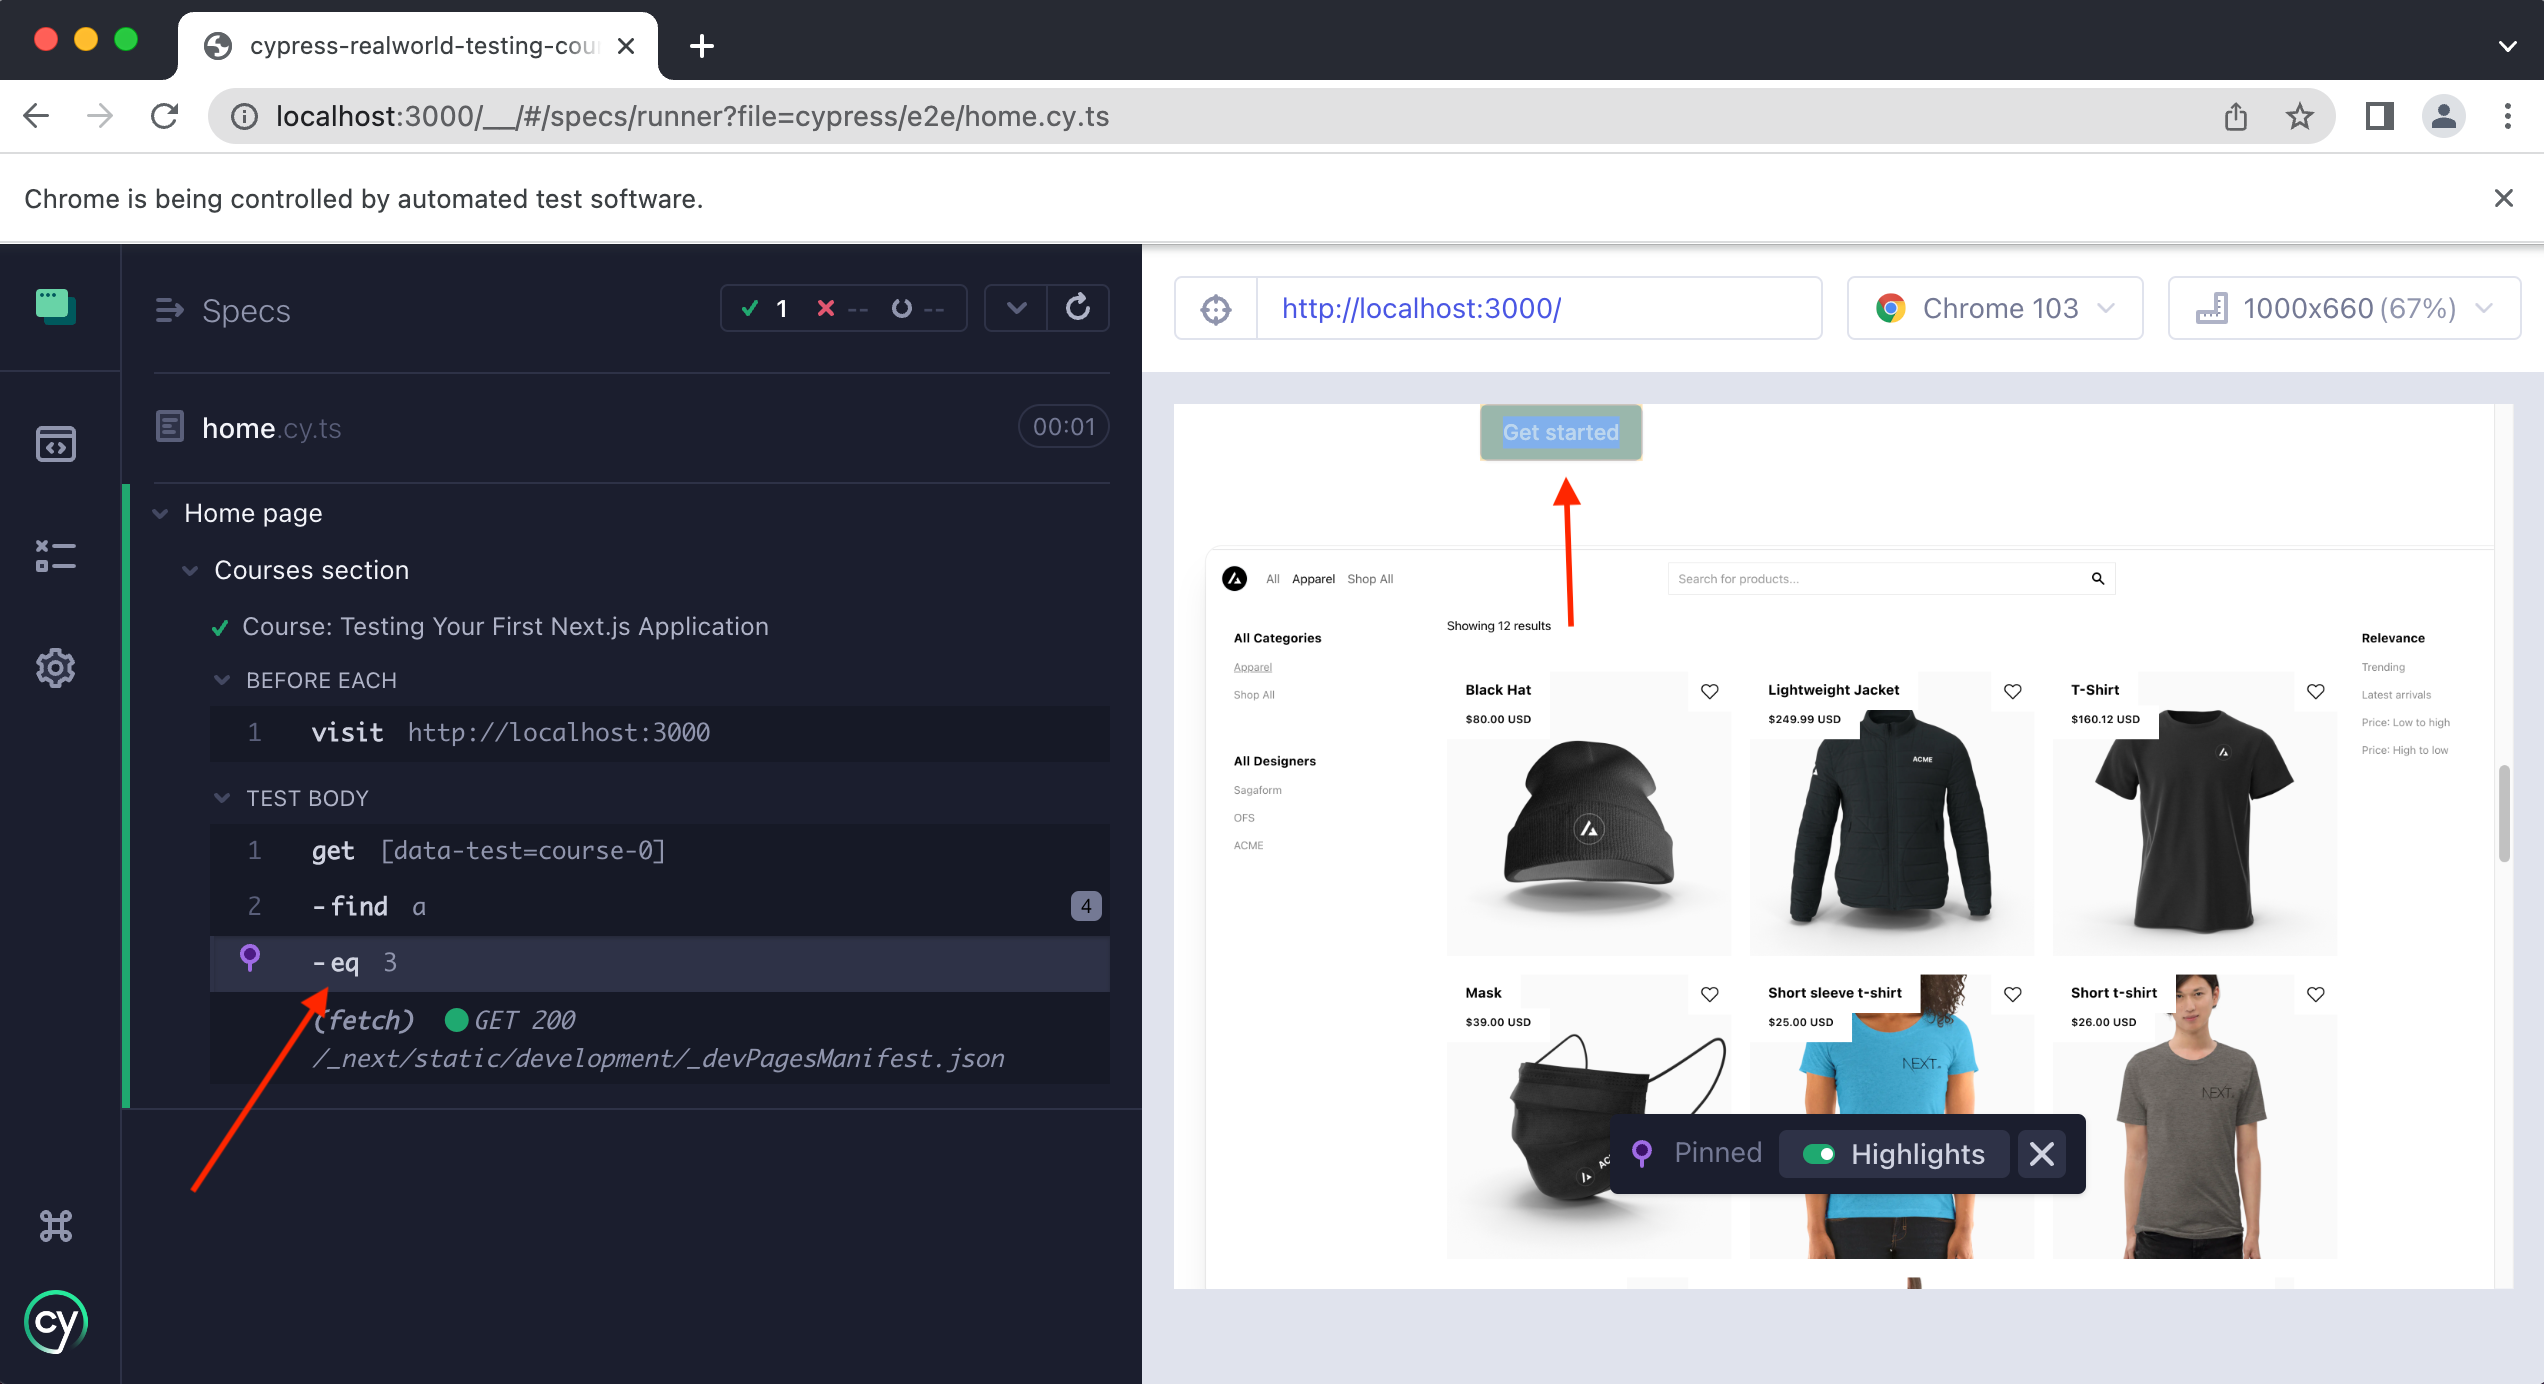 cypress-realworld-testing-cou
localhost:3000/__/#/specs/runner?file=cypress/e2e/home.cy.ts
Chrome is being controlled by automated test software.
Specs
1 -- --
http://localhost:3000/
Chrome 103
1000x660 (67%)
home.cy.ts
00:01
Home page
Courses section
Course: Testing Your First Next.js Application
BEFORE EACH
1 visit http://localhost:3000
TEST BODY
1 get [data-test=course-0]
2 -find a 4
-eq 3
(fetch) GET 200
/_next/static/development/_devPagesManifest.json
cy
Get started
All Apparel Shop All
Search for products...
Showing 12 results
All Categories
Apparel
Shop All
All Designers
Sagaform
OFS
ACME
Relevance
Trending
Latest arrivals
Price: Low to high
Price: High to low
Black Hat
$80.00 USD
Lightweight Jacket
$249.99 USD
ACME
T-Shirt
$160.12 USD
Mask
$39.00 USD
AC
Short sleeve t-shirt
$25.00 USD
NEXT.
Short t-shirt
$26.00 USD
NEXT.
Pinned
Highlights